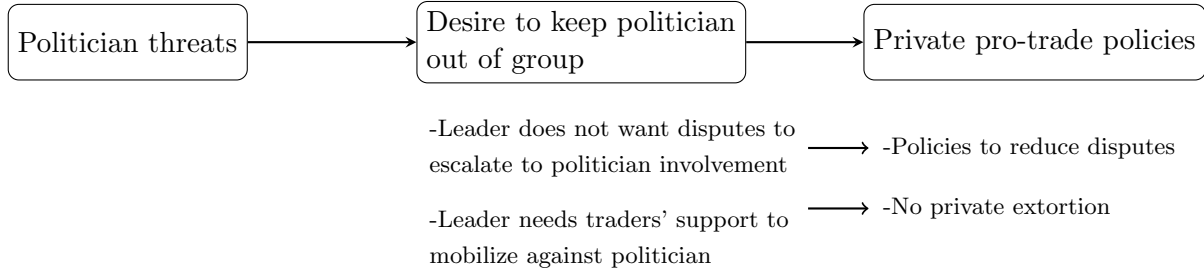 Politician threats
Desire to keep politician
out of group
Private pro-trade policies
-Leader does not want disputes to
escalate to politician involvement
-Policies to reduce disputes
-Leader needs traders' support to
mobilize against politician
-No private extortion